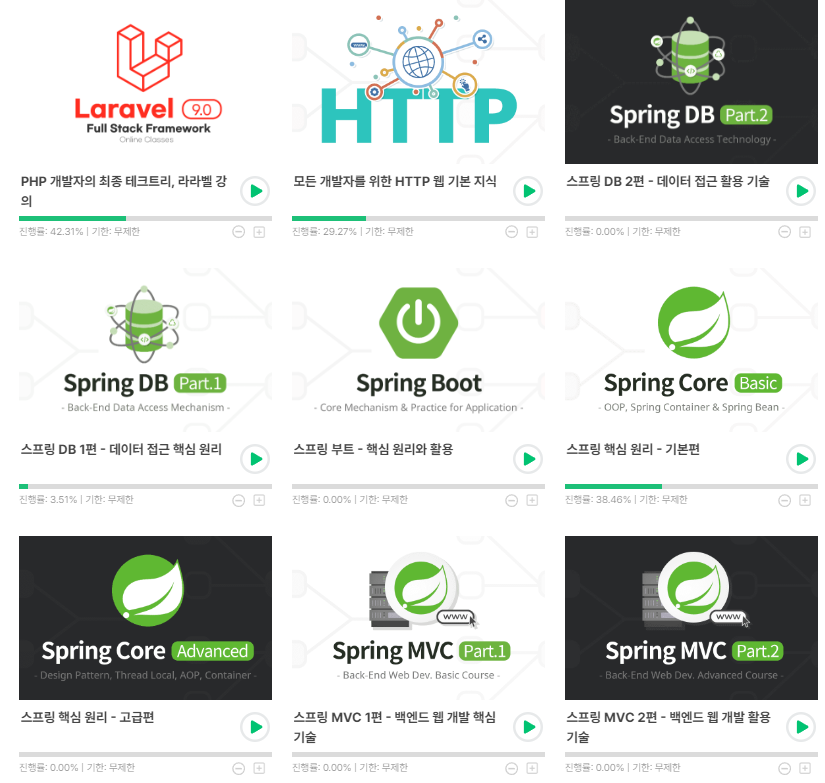 Laravel 9.0
Full Stack Framework
Online Classes
PHP 개발자의 최종 테크트리, 라라벨 강
의
진행률: 42.31% | 기한: 무제한
www
HTTP
모든 개발자를 위한 HTTP 웹 기본 지식
진행률: 29.27% | 기한: 무제한
Spring DB Part.2
- Back-End Data Access Technology -
스프링 DB 2편 - 데이터 접근 활용 기술
진행률: 0.00% | 기한: 무제한
Spring DB Part.1
- Back-End Data Access Mechanism -
스프링 DB 1편 - 데이터 접근 핵심 원리
진행률: 3.51% | 기한: 무제한
Spring Boot
- Core Mechanism & Practice for Application -
스프링 부트 - 핵심 원리와 활용
진행률: 0.00% | 기한: 무제한
Spring Core Basic
- OOP, Spring Container & Spring Bean -
스프링 핵심 원리 - 기본편
진행률: 38.46% | 기한: 무제한
Spring Core Advanced
- Design Pattern, Thread Local, AOP, Container -
스프링 핵심 원리 - 고급편
진행률: 0.00% | 기한: 무제한
www
Spring MVC Part.1
- Back-End Web Dev. Basic Course -
스프링 MVC 1편 - 백엔드 웹 개발 핵심
기술
진행률: 0.00% | 기한: 무제한
www
Spring MVC Part.2
- Back-End Web Dev. Advanced Course -
스프링 MVC 2편 - 백엔드 웹 개발 활용
기술
진행률: 0.00% | 기한: 무제한